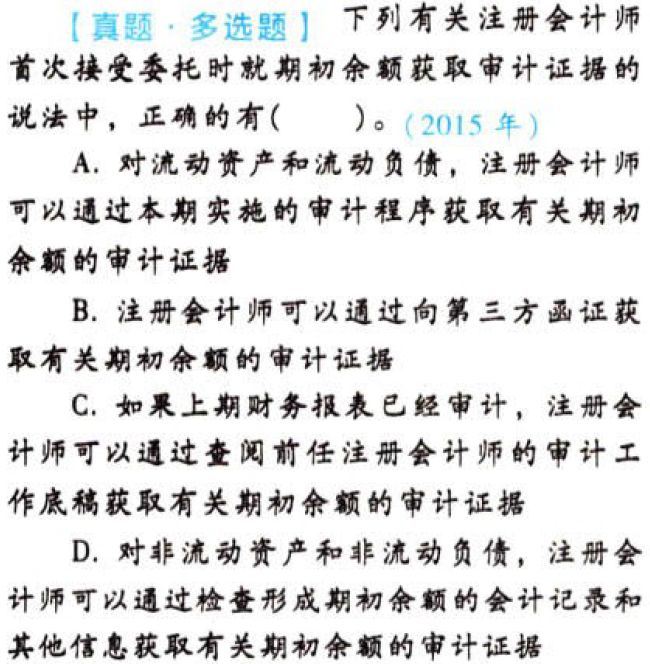 【真题·多选题】 下列有关注册会计师
首次接受委托时就期初余额获取审计证据的
说法中，正确的有(    )。(2015 年)
A. 对流动资产和流动负债，注册会计师
可以通过本期实施的审计程序获取有关期初
余额的审计证据
B. 注册会计师可以通过向第三方函证获
取有关期初余额的审计证据
C. 如果上期财务报表已经审计，注册会
计师可以通过查阅前任注册会计师的审计工
作底稿获取有关期初余额的审计证据
D. 对非流动资产和非流动负债，注册会
计师可以通过检查形成期初余额的会计记录和
其他信息获取有关期初余额的审计证据